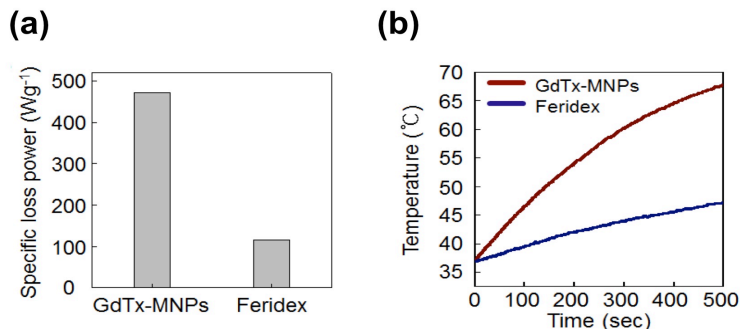 (a)
Specific loss power (Wg⁻¹)
500
400
300
200
100
0
GdTx-MNPs Feridex
(b)
Temperature (℃)
70
65
60
55
50
45
40
35
GdTx-MNPs
Feridex
0 100 200 300 400 500
Time (sec)